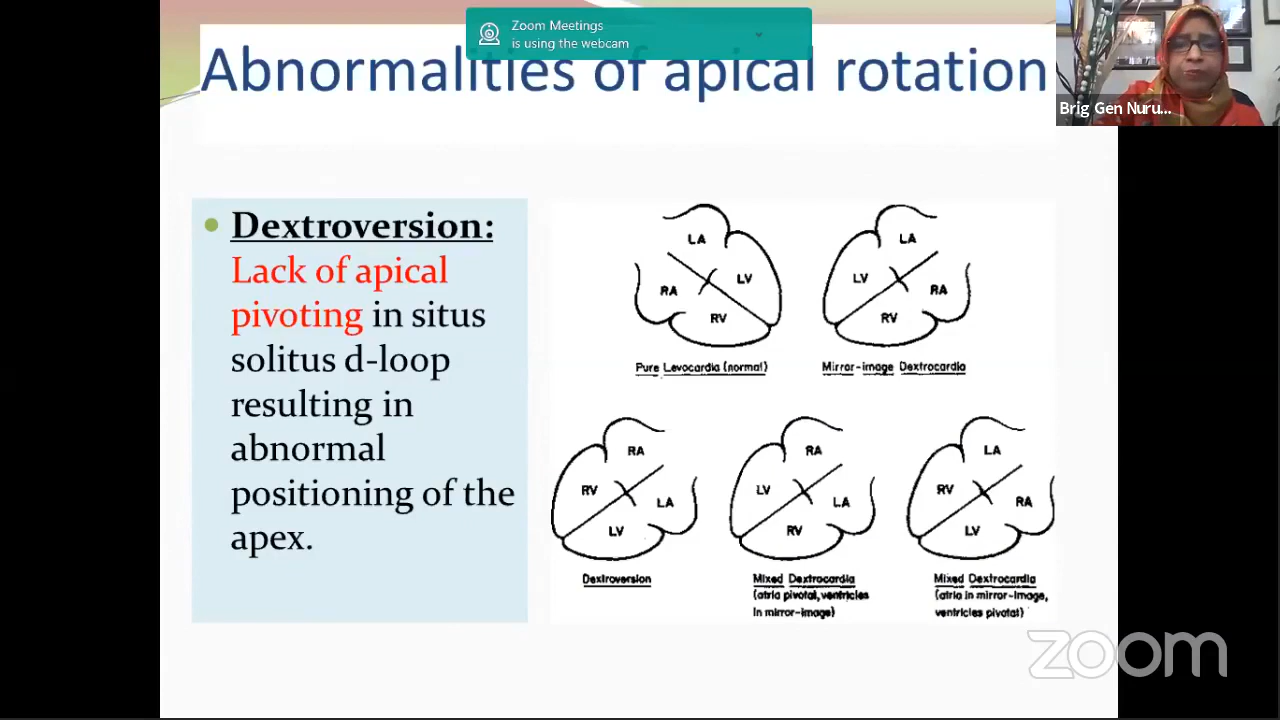 Zoom Meetings
is using the webcam
Abnormalities of apical rotation
Brig Gen Nuru...
• Dextroversion:
Lack of apical
pivoting in situs
solitus d-loop
resulting in
abnormal
positioning of the
apex.
LA
LV
RA
RV
Pure Levocardia (normal)
LA
LV
RA
RV
Mirror-image Dextrocardia
RA
RV
LA
LV
Dextroversion
RA
LV
LA
RV
Mixed Dextrocardia
(atria pivotal, ventricles
in mirror-image)
LA
RV
RA
LV
Mixed Dextrocardia
(atria in mirror-image,
ventricles pivotal)
zoom